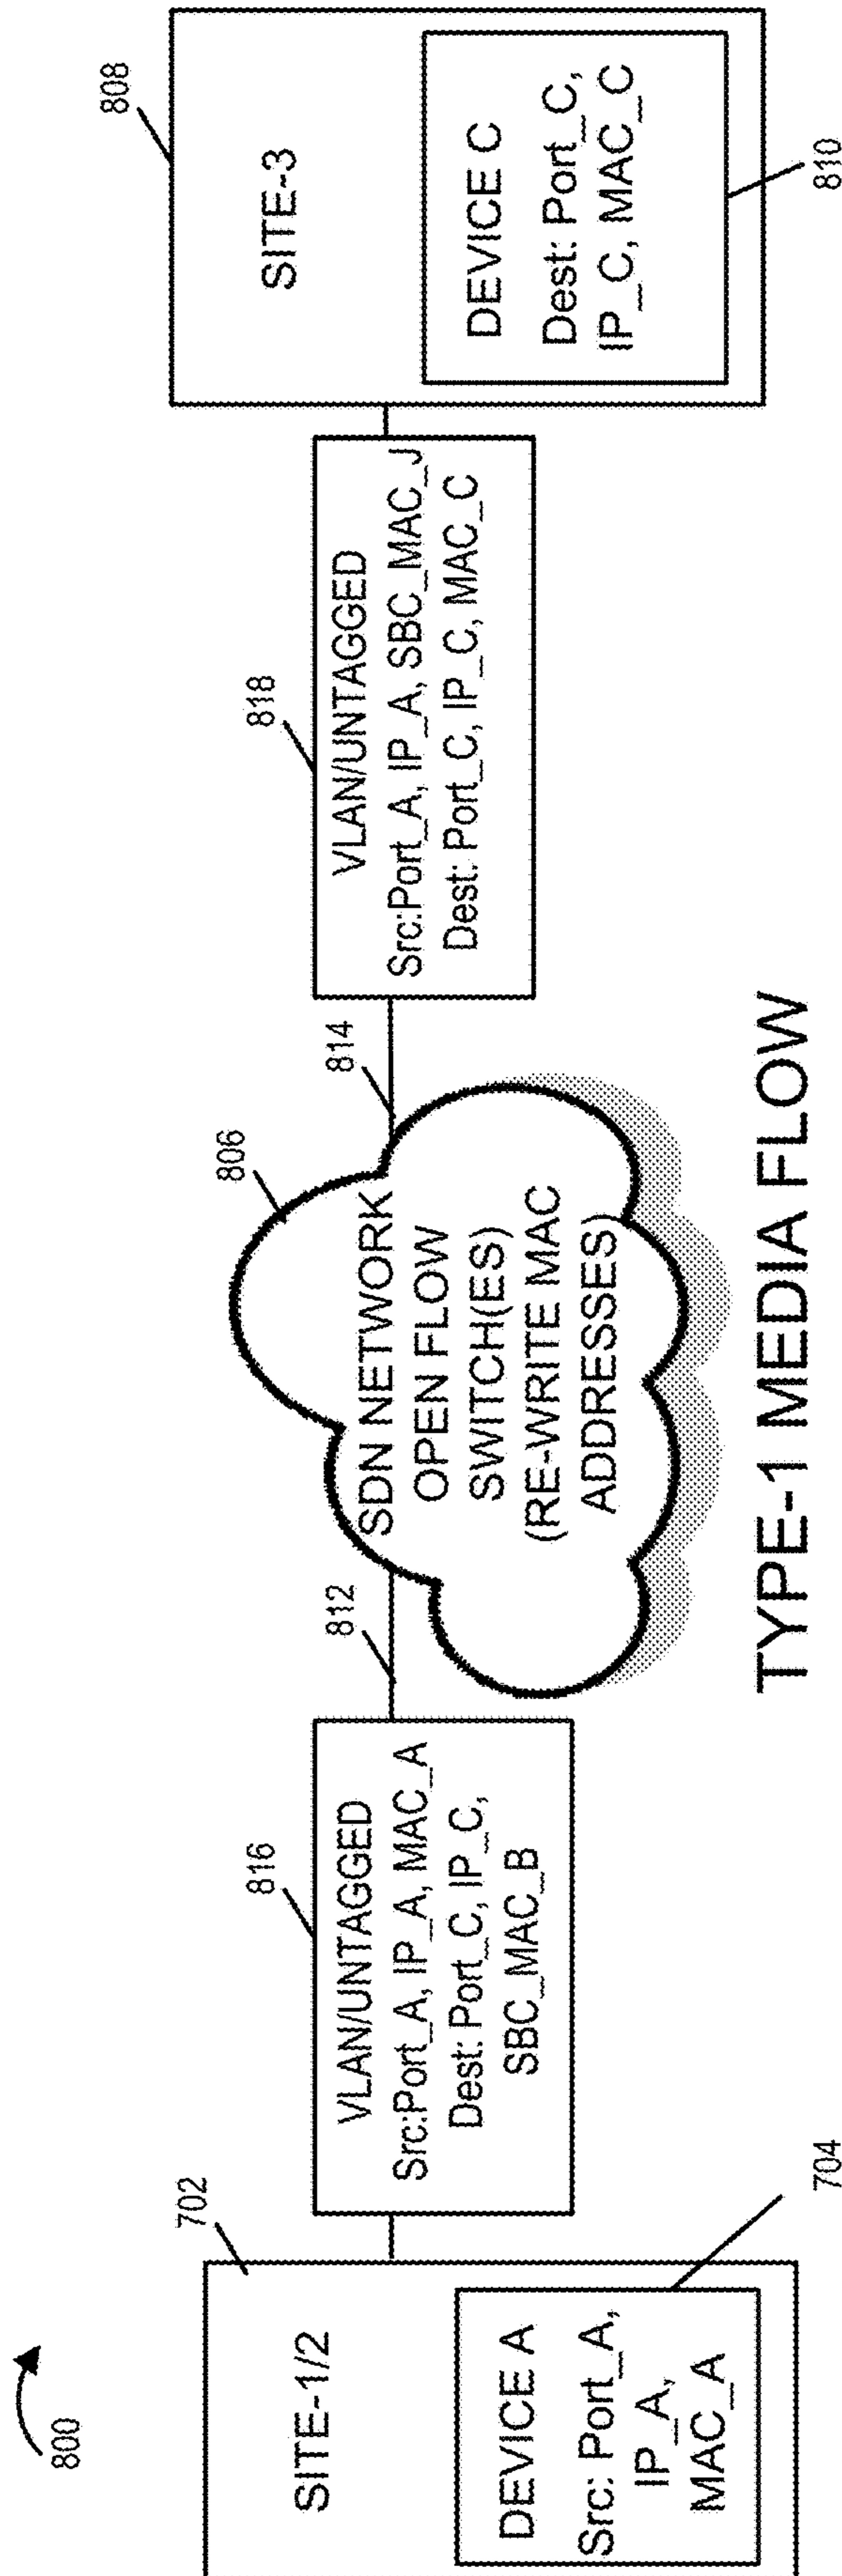 800
702
SITE-1/2
DEVICE A
Src: Port_A,
IP_A,
MAC_A
704
816
VLAN/UNTAGGED
Src:Port_A, IP_A, MAC_A
Dest: Port_C, IP_C,
SBC_MAC_B
812
806
SDN NETWORK
OPEN FLOW
SWITCH(ES)
(RE-WRITE MAC
ADDRESSES)
814
818
VLAN/UNTAGGED
Src:Port_A, IP_A, SBC_MAC_J
Dest: Port_C, IP_C, MAC_C
808
SITE-3
DEVICE C
Dest: Port_C,
IP_C, MAC_C
810
TYPE-1 MEDIA FLOW